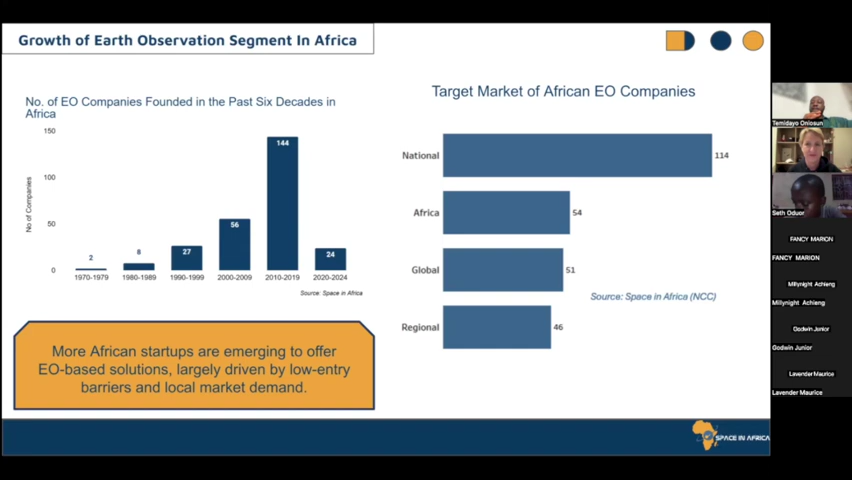 Growth of Earth Observation Segment In Africa
No. of EO Companies Founded in the Past Six Decades in
Africa
No of Companies
150
100
50
0
2
8
27
56
144
24
1970-1979
1980-1989
1990-1999
2000-2009
2010-2019
2020-2024
Source: Space in Africa
More African startups are emerging to offer
EO-based solutions, largely driven by low-entry
barriers and local market demand.
Target Market of African EO Companies
National
114
Africa
54
Global
51
Regional
46
Source: Space in Africa (NCC)
SPACE IN AFRICA
Temidayo Oniosun
Seth Oduor
FANCY MARION
FANCY MARION
Millynight Achieng
Millynight Achieng
Godwin Junior
Godwin Junior
Lavender Maurice
Lavender Maurice